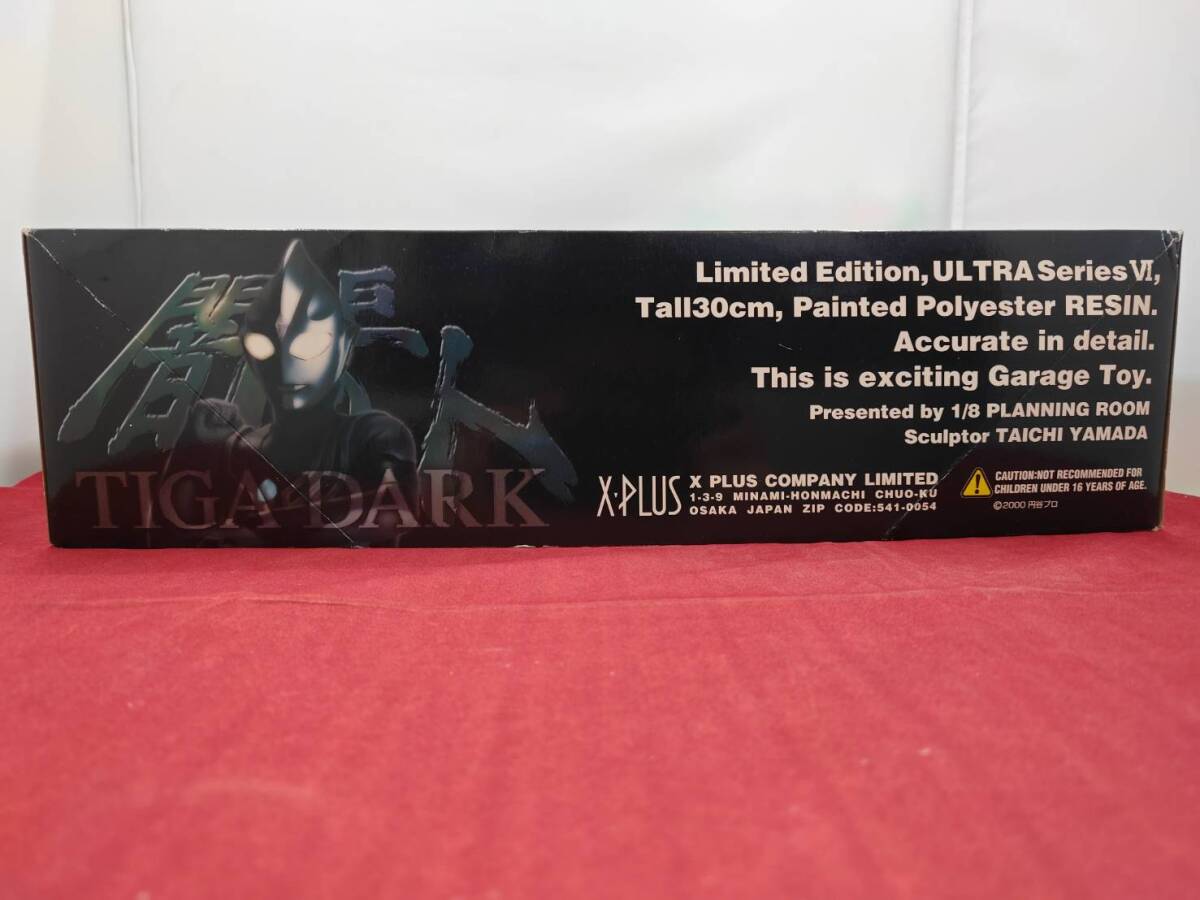 闇巨人
TIGA DARK
Limited Edition, ULTRA Series Ⅵ,
Tall30cm, Painted Polyester RESIN.
Accurate in detail.
This is exciting Garage Toy.
Presented by 1/8 PLANNING ROOM
Sculptor TAICHI YAMADA
X·PLUS
X PLUS COMPANY LIMITED
1-3-9 MINAMI-HONMACHI CHUO-KU
OSAKA JAPAN ZIP CODE:541-0054
CAUTION:NOT RECOMMENDED FOR
CHILDREN UNDER 16 YEARS OF AGE.
©2000 円谷プロ